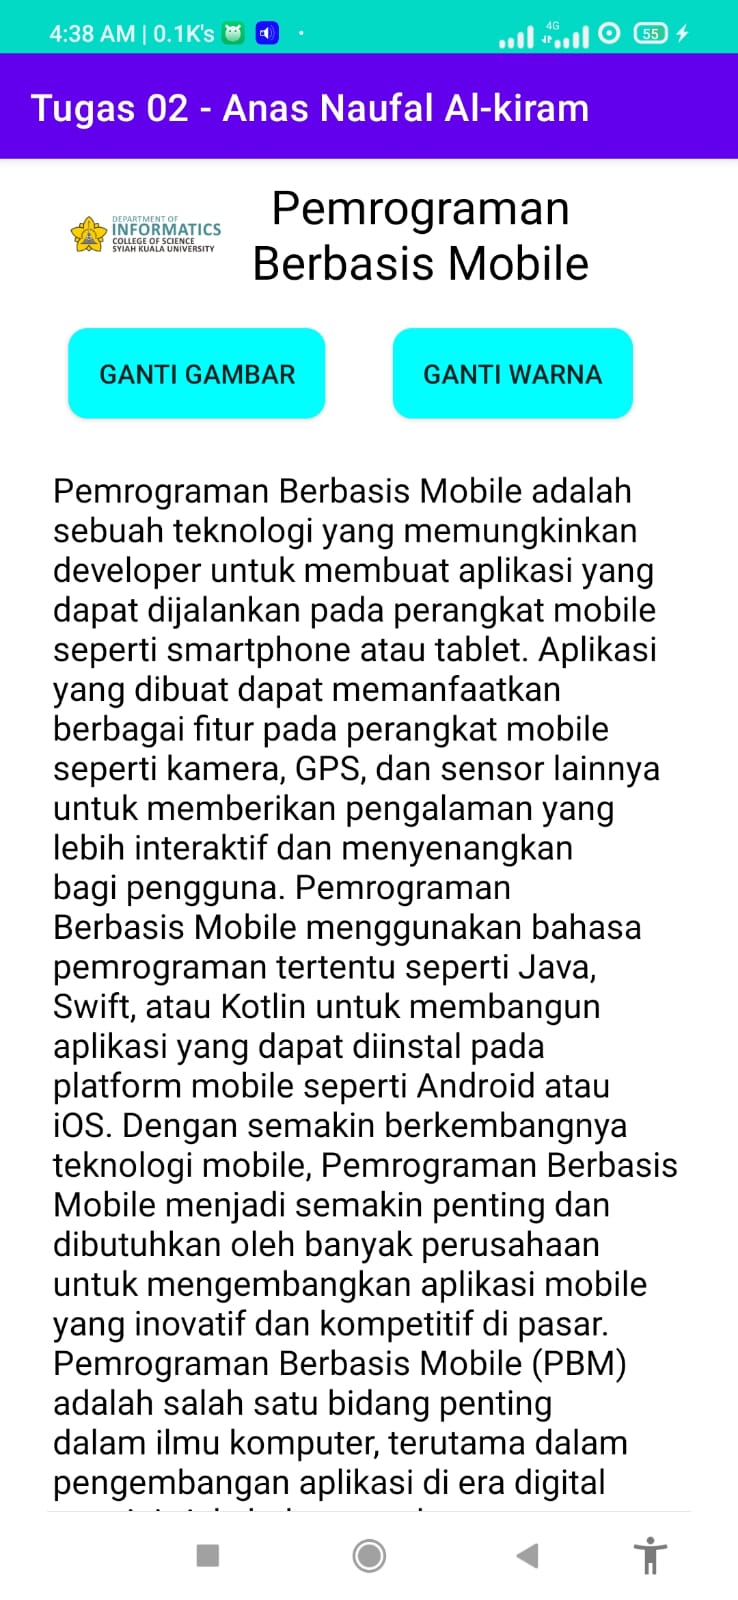 4:38 AM | 0.1K's
4G
55
Tugas 02 - Anas Naufal Al-kiram
DEPARTMENT OF
INFORMATICS
COLLEGE OF SCIENCE
SYIAH KUALA UNIVERSITY
Pemrograman
Berbasis Mobile
GANTI GAMBAR
GANTI WARNA
Pemrograman Berbasis Mobile adalah
sebuah teknologi yang memungkinkan
developer untuk membuat aplikasi yang
dapat dijalankan pada perangkat mobile
seperti smartphone atau tablet. Aplikasi
yang dibuat dapat memanfaatkan
berbagai fitur pada perangkat mobile
seperti kamera, GPS, dan sensor lainnya
untuk memberikan pengalaman yang
lebih interaktif dan menyenangkan
bagi pengguna. Pemrograman
Berbasis Mobile menggunakan bahasa
pemrograman tertentu seperti Java,
Swift, atau Kotlin untuk membangun
aplikasi yang dapat diinstal pada
platform mobile seperti Android atau
iOS. Dengan semakin berkembangnya
teknologi mobile, Pemrograman Berbasis
Mobile menjadi semakin penting dan
dibutuhkan oleh banyak perusahaan
untuk mengembangkan aplikasi mobile
yang inovatif dan kompetitif di pasar.
Pemrograman Berbasis Mobile (PBM)
adalah salah satu bidang penting
dalam ilmu komputer, terutama dalam
pengembangan aplikasi di era digital